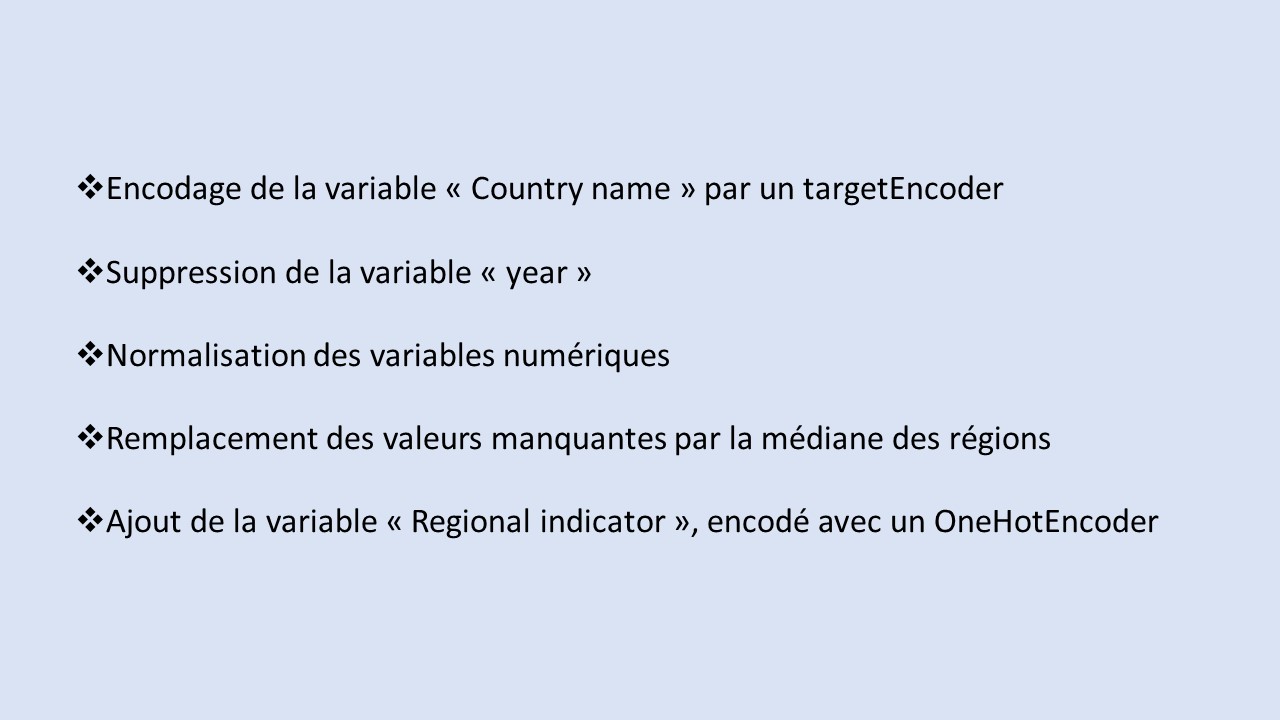 ❖Encodage de la variable « Country name » par un targetEncoder
❖Suppression de la variable « year »
❖Normalisation des variables numériques
❖Remplacement des valeurs manquantes par la médiane des régions
❖Ajout de la variable « Regional indicator », encodé avec un OneHotEncoder